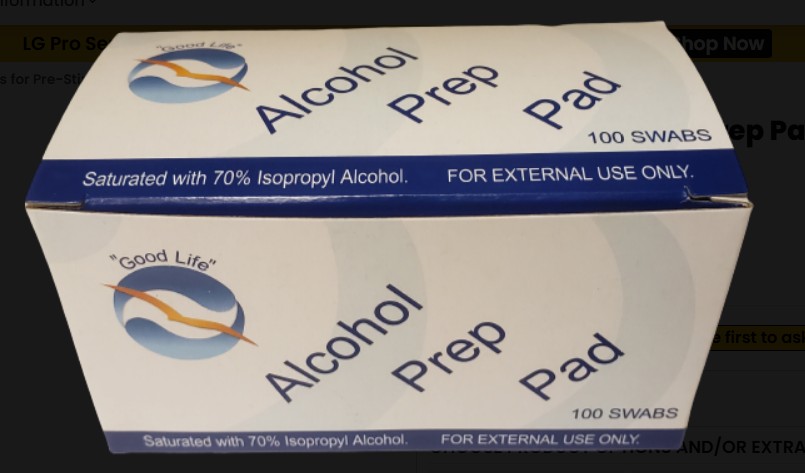 LG Pro Se
hop Now
s for Pre-Sti
ep Pa
"Good Life"
Alcohol
Prep
Pad
100 SWABS
Saturated with 70% Isopropyl Alcohol. FOR EXTERNAL USE ONLY.
"Good Life"
Alcohol
Prep
Pad
100 SWABS
e first to as
Saturated with 70% Isopropyl Alcohol. FOR EXTERNAL USE ONLY.
AND/OR EXTRA